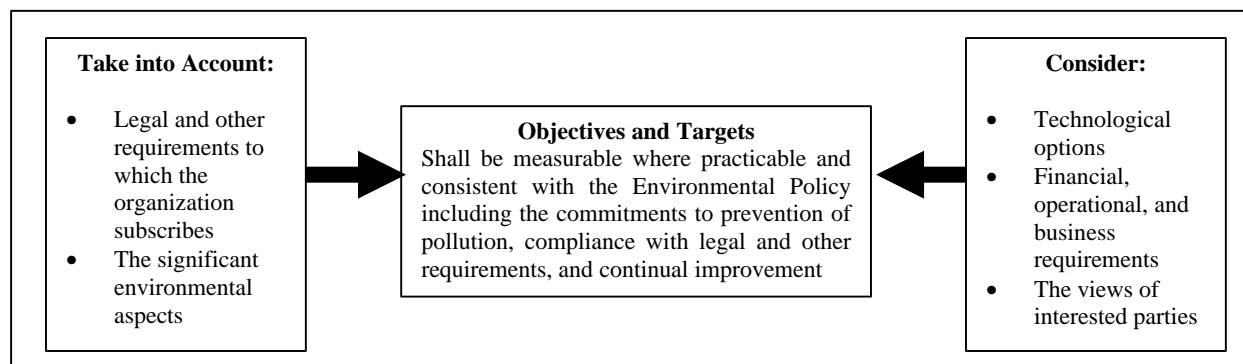 Take into Account:
• Legal and other
requirements to
which the
organization
subscribes
• The significant
environmental
aspects
Objectives and Targets
Shall be measurable where practicable and
consistent with the Environmental Policy
including the commitments to prevention of
pollution, compliance with legal and other
requirements, and continual improvement
Consider:
• Technological
options
• Financial,
operational, and
business
requirements
• The views of
interested parties